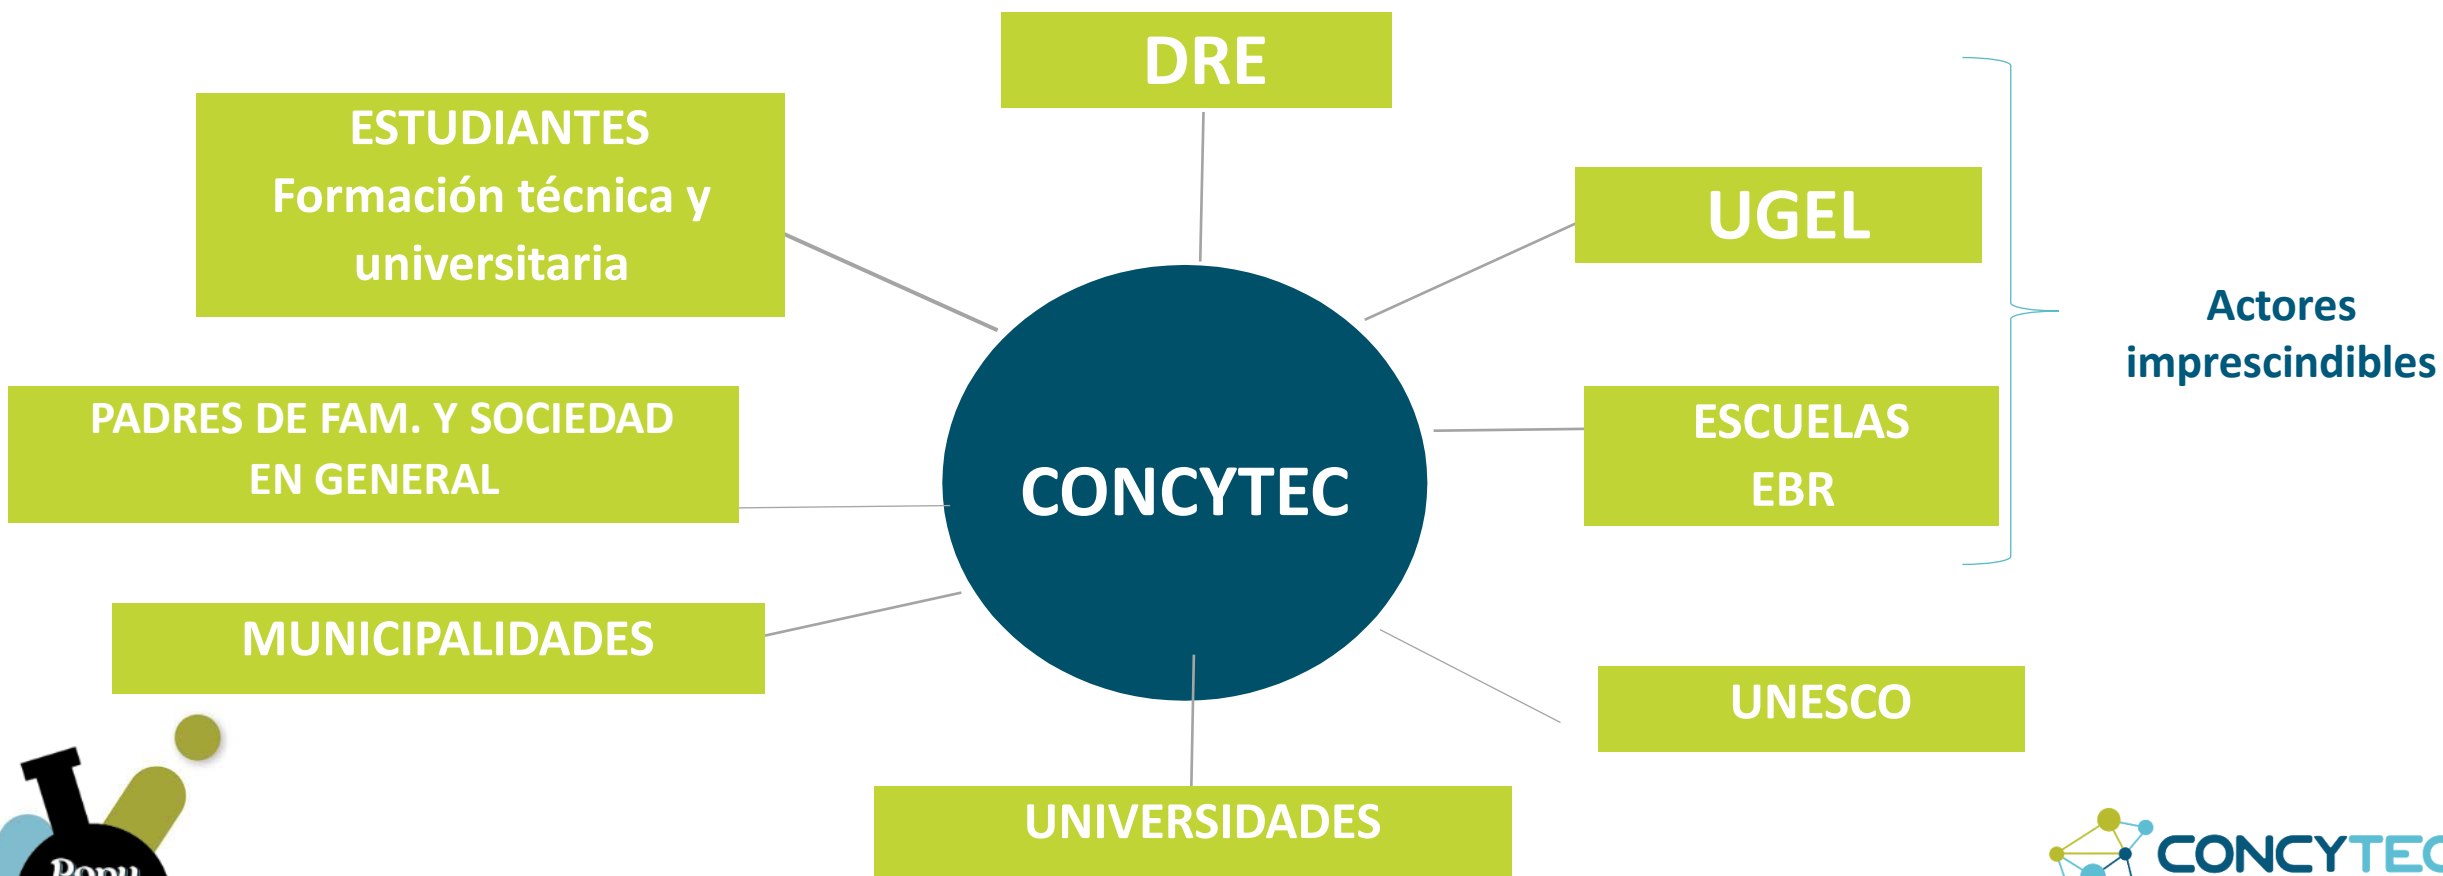 DRE
ESTUDIANTES
Formación técnica y
universitaria
UGEL
Actores
imprescindibles
PADRES DE FAM. Y SOCIEDAD
EN GENERAL
CONCYTEC
ESCUELAS
EBR
MUNICIPALIDADES
UNESCO
UNIVERSIDADES
Popu
CONCYTEC